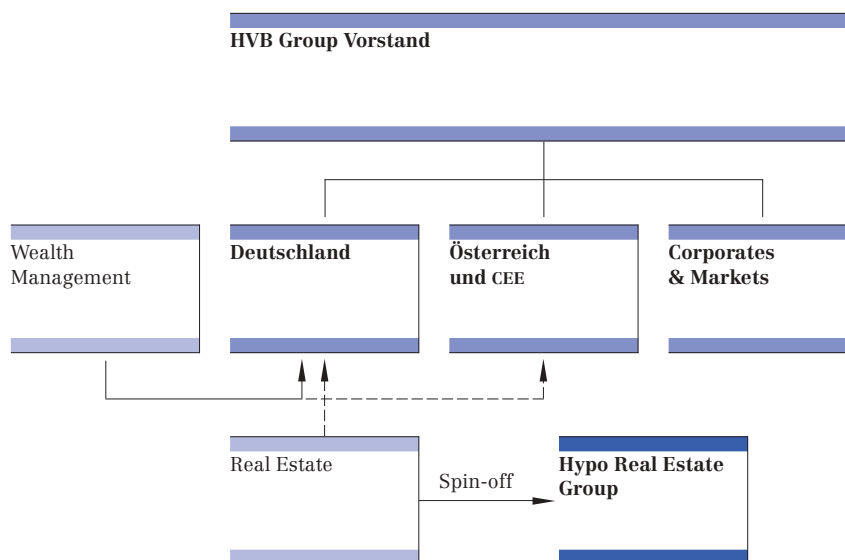 HVB Group Vorstand
Wealth
Management
Deutschland
Österreich
und CEE
Corporates
& Markets
Real Estate
Spin-off
Hypo Real Estate
Group